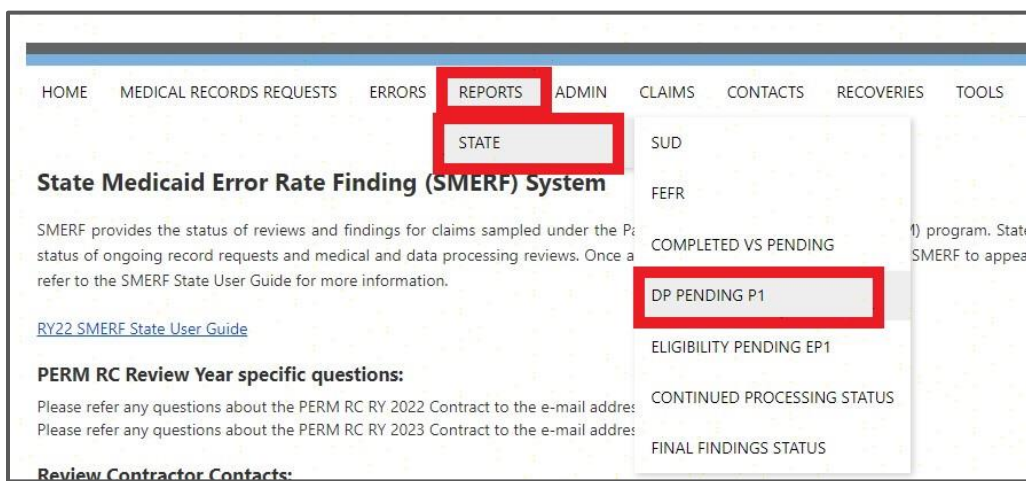 HOME MEDICAL RECORDS REQUESTS ERRORS REPORTS ADMIN CLAIMS CONTACTS RECOVERIES TOOLS
STATE
SUD
FEFR
COMPLETED VS PENDING
DP PENDING P1
ELIGIBILITY PENDING EP1
CONTINUED PROCESSING STATUS
FINAL FINDINGS STATUS
State Medicaid Error Rate Finding (SMERF) System
SMERF provides the status of reviews and findings for claims sampled under the program. State
status of ongoing record requests and medical and data processing reviews. Once a SMERF to appea
refer to the SMERF State User Guide for more information.
RY22 SMERF State User Guide
PERM RC Review Year specific questions:
Please refer any questions about the PERM RC RY 2022 Contract to the e-mail addre
Please refer any questions about the PERM RC RY 2023 Contract to the e-mail addre
Review Contractor Contacts: